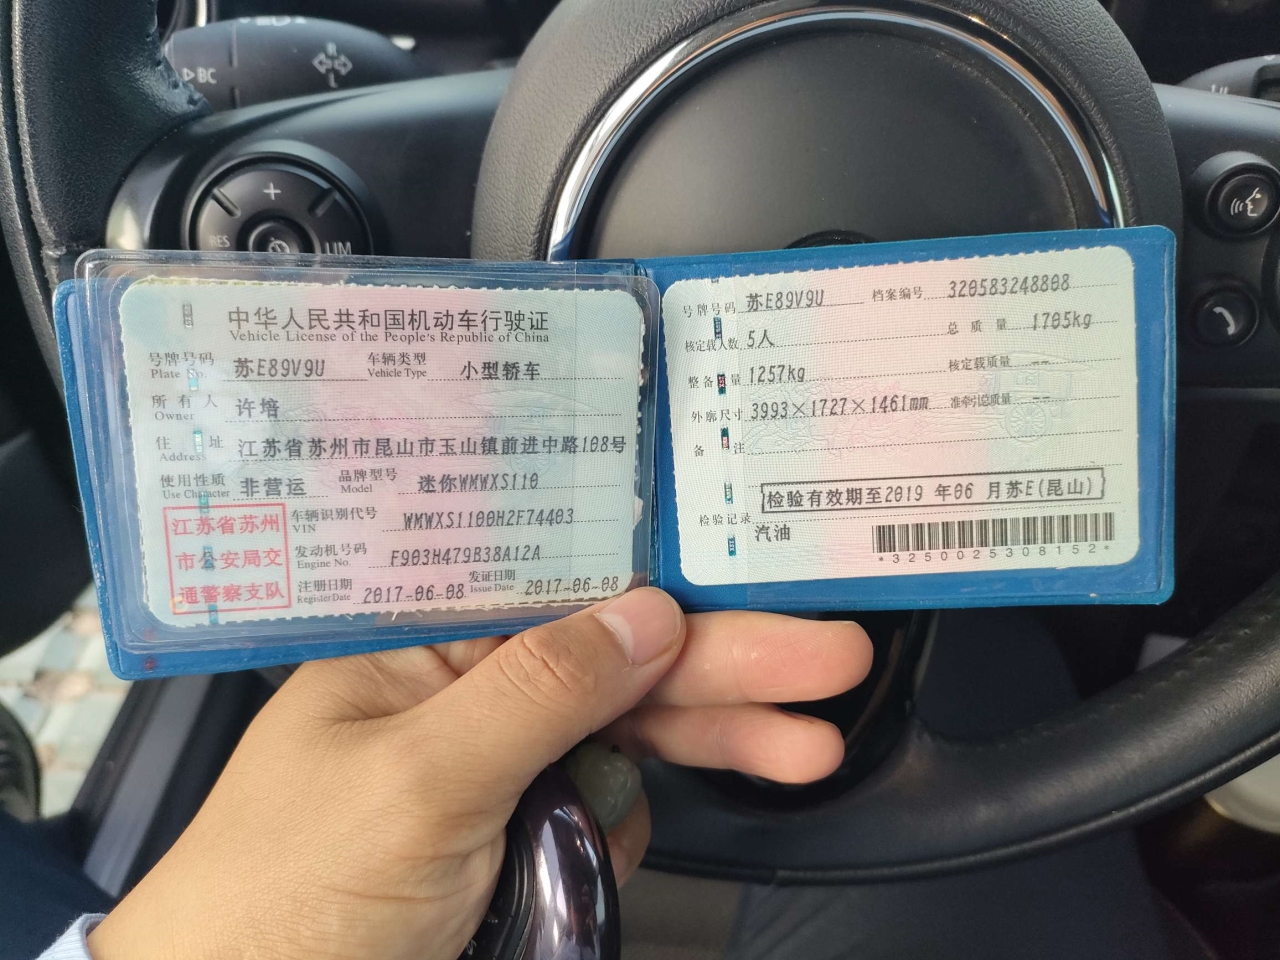 BC
R
L
+
RES
LIM
中华人民共和国机动车行驶证
Vehicle License of the People's Republic of China
号牌号码 苏E89V9U 车辆类型 小型轿车
Plate No. Vehicle Type
所有人 许培
Owner
住址 江苏省苏州市昆山市玉山镇前进中路108号
Address
使用性质 非营运 品牌型号 迷你WMWXS110
Use Character Model
江苏省苏州
市公安局交
通警察支队
车辆识别代号 WMWXS1100H2F74403
VIN
发动机号码 F903H479B38A12A
Engine No.
注册日期 2017-06-08 发证日期 2017-06-08
Register Date Issue Date
号牌号码 苏E89V9U 档案编号 320583248808
核定载人数 5人 总质量 1705kg
整备质量 1257kg 核定载质量 --
外廓尺寸 3993×1727×1461mm 准牵引总质量 --
备注
检验有效期至2019 年06 月苏E(昆山)
检验记录
汽油
*3250025308152*